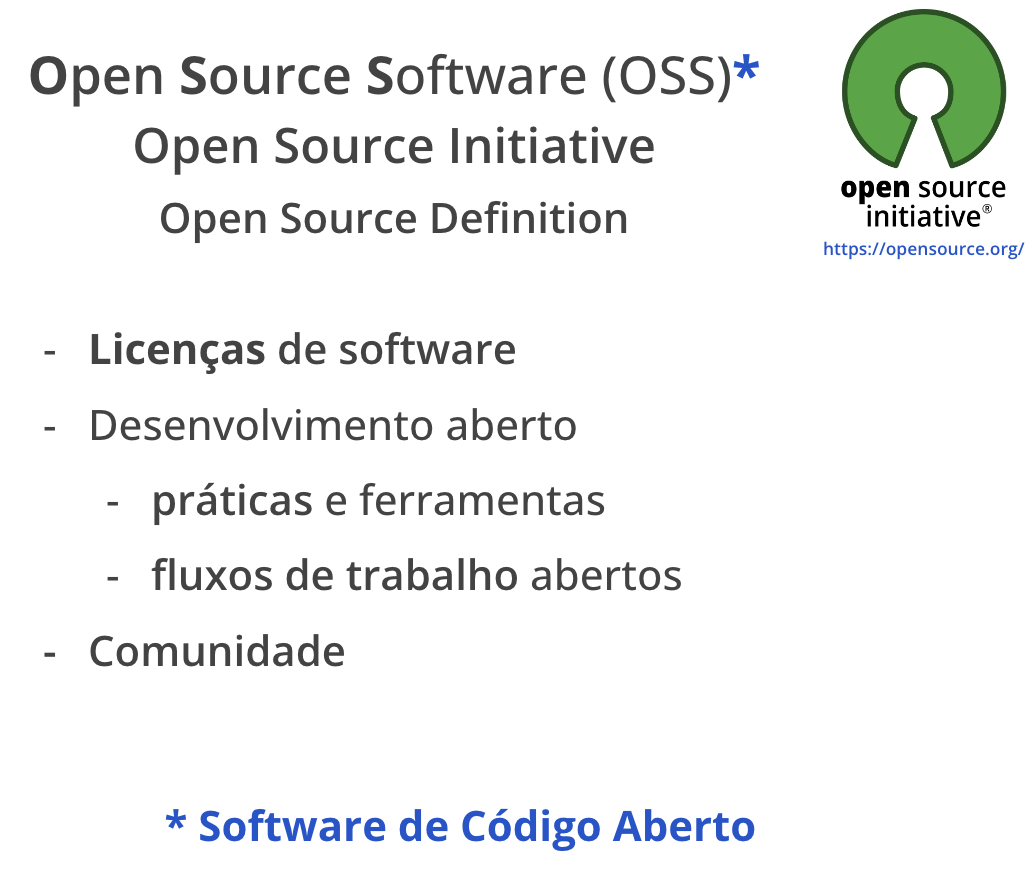 Open Source Software (OSS)*
Open Source Initiative
Open Source Definition
open source
initiative®
https://opensource.org/
- Licenças de software
- Desenvolvimento aberto
- práticas e ferramentas
- fluxos de trabalho abertos
- Comunidade
* Software de Código Aberto